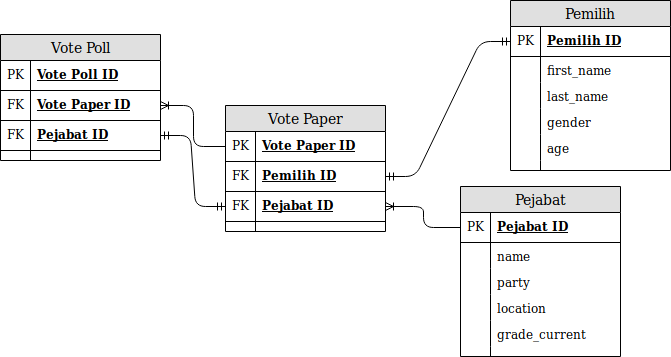 Vote Poll
PK Vote Poll ID
FK Vote Paper ID
FK Pejabat ID
Vote Paper
PK Vote Paper ID
FK Pemilih ID
FK Pejabat ID
Pemilih
PK Pemilih ID
first_name
last_name
gender
age
Pejabat
PK Pejabat ID
name
party
location
grade_current